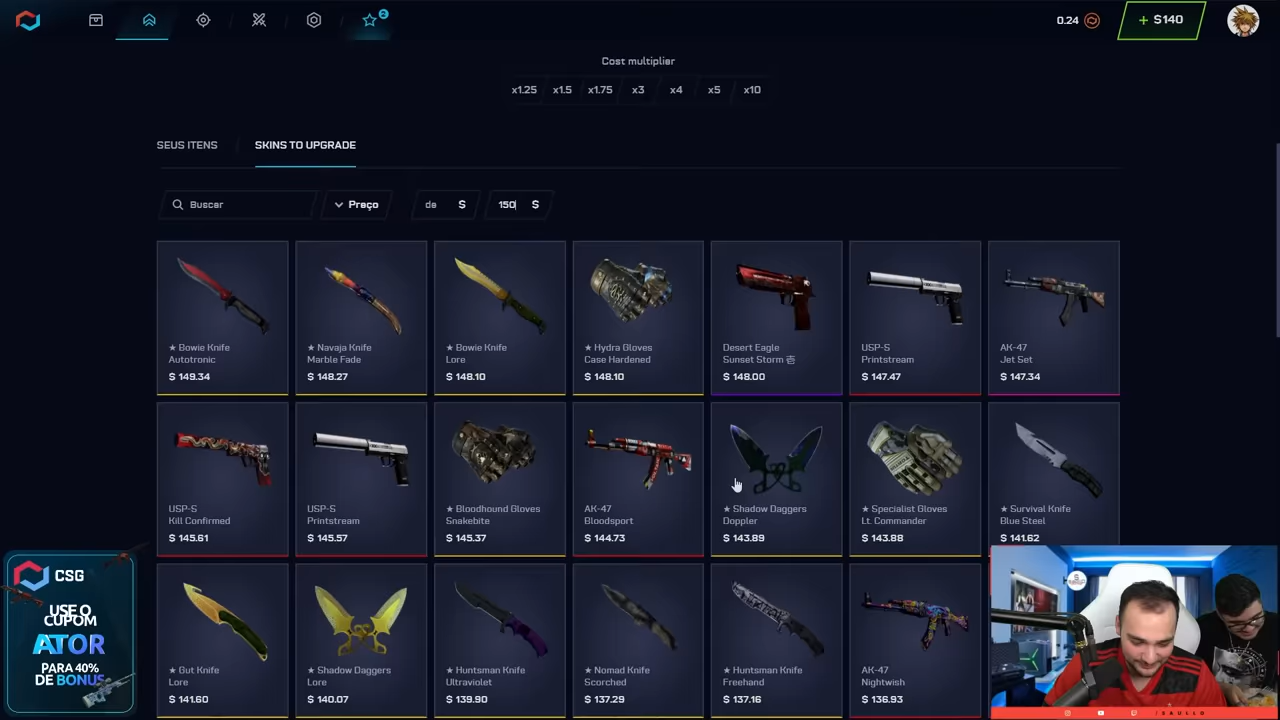 2
0.24
+ $140
Cost multiplier
x1.25 x1.5 x1.75 x3 x4 x5 x10
SEUS ITENS
SKINS TO UPGRADE
Buscar
Preço
de $
150 $
★ Bowie Knife
Autotronic
$ 149.34
★ Navaja Knife
Marble Fade
$ 148.27
★ Bowie Knife
Lore
$ 148.10
★ Hydra Gloves
Case Hardened
$ 148.10
Desert Eagle
Sunset Storm 壱
$ 148.00
USP-S
Printstream
$ 147.47
AK-47
Jet Set
$ 147.34
USP-S
Kill Confirmed
$ 145.61
USP-S
Printstream
$ 145.57
★ Bloodhound Gloves
Snakebite
$ 145.37
AK-47
Bloodsport
$ 144.73
★ Shadow Daggers
Doppler
$ 143.89
★ Specialist Gloves
Lt. Commander
$ 143.88
★ Survival Knife
Blue Steel
$ 141.62
★ Gut Knife
Lore
$ 141.60
★ Shadow Daggers
Lore
$ 140.07
★ Huntsman Knife
Ultraviolet
$ 139.90
★ Nomad Knife
Scorched
$ 137.29
★ Huntsman Knife
Freehand
$ 137.16
AK-47
Nightwish
$ 136.93
CSG
USE O
CUPOM
ATOR
PARA 40%
DE BONUS
/SAULLO